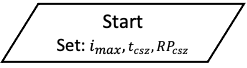 Start
Set: i_max, t_csz, RP_csz